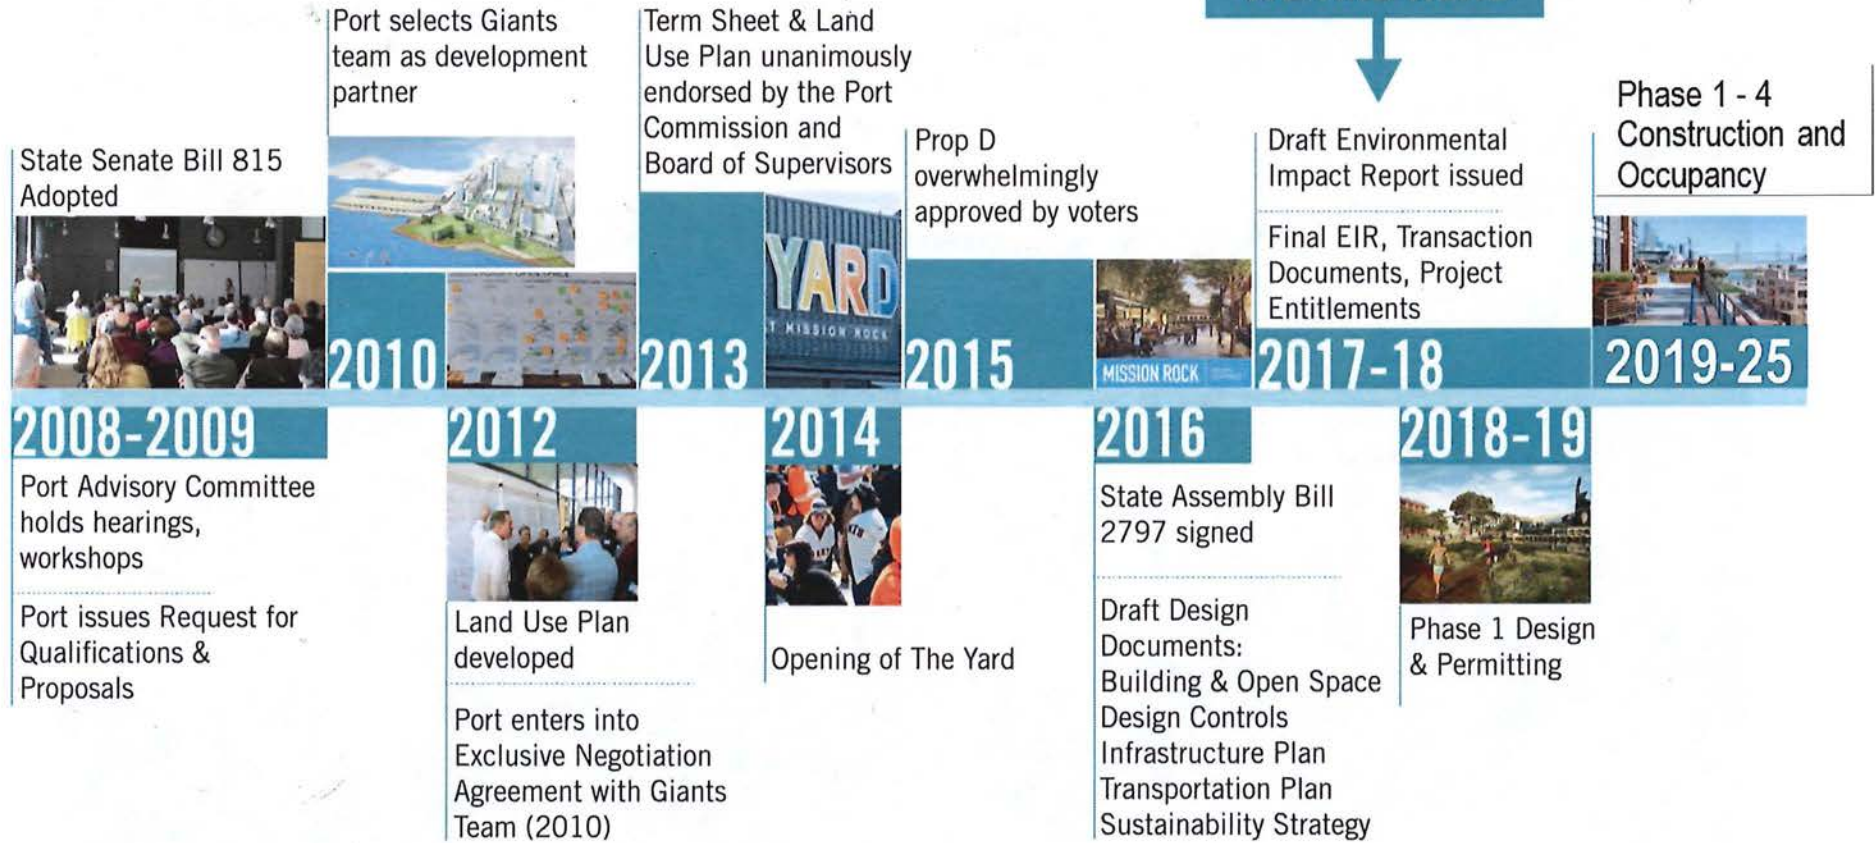 Port selects Giants
team as development
partner
Term Sheet & Land
Use Plan unanimously
endorsed by the Port
Commission and
Board of Supervisors
Phase 1 - 4
Construction and
Occupancy
State Senate Bill 815
Adopted
Prop D
overwhelmingly
approved by voters
Draft Environmental
Impact Report issued
Final EIR, Transaction
Documents, Project
Entitlements
YARD
T MISSION ROCK
MISSION ROCK
2010
2013
2015
2017-18
2019-25
2008-2009
2012
2014
2016
2018-19
Port Advisory Committee
holds hearings,
workshops
Port issues Request for
Qualifications &
Proposals
Land Use Plan
developed
Port enters into
Exclusive Negotiation
Agreement with Giants
Team (2010)
Opening of The Yard
State Assembly Bill
2797 signed
Draft Design
Documents:
Building & Open Space
Design Controls
Infrastructure Plan
Transportation Plan
Sustainability Strategy
Phase 1 Design
& Permitting